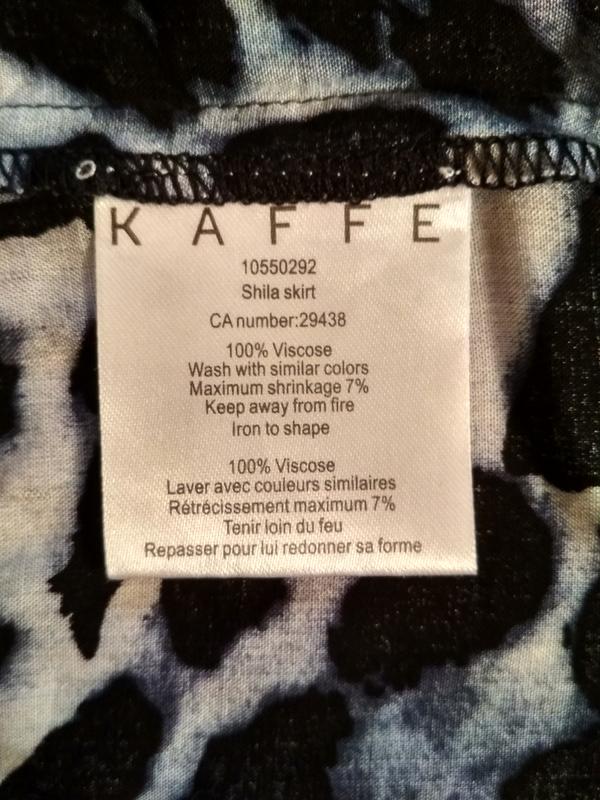 KAFFE
10550292
Shila skirt
CA number:29438
100% Viscose
Wash with similar colors
Maximum shrinkage 7%
Keep away from fire
Iron to shape
100% Viscose
Laver avec couleurs similaires
Rétrécissement maximum 7%
Tenir loin du feu
Repasser pour lui redonner sa forme